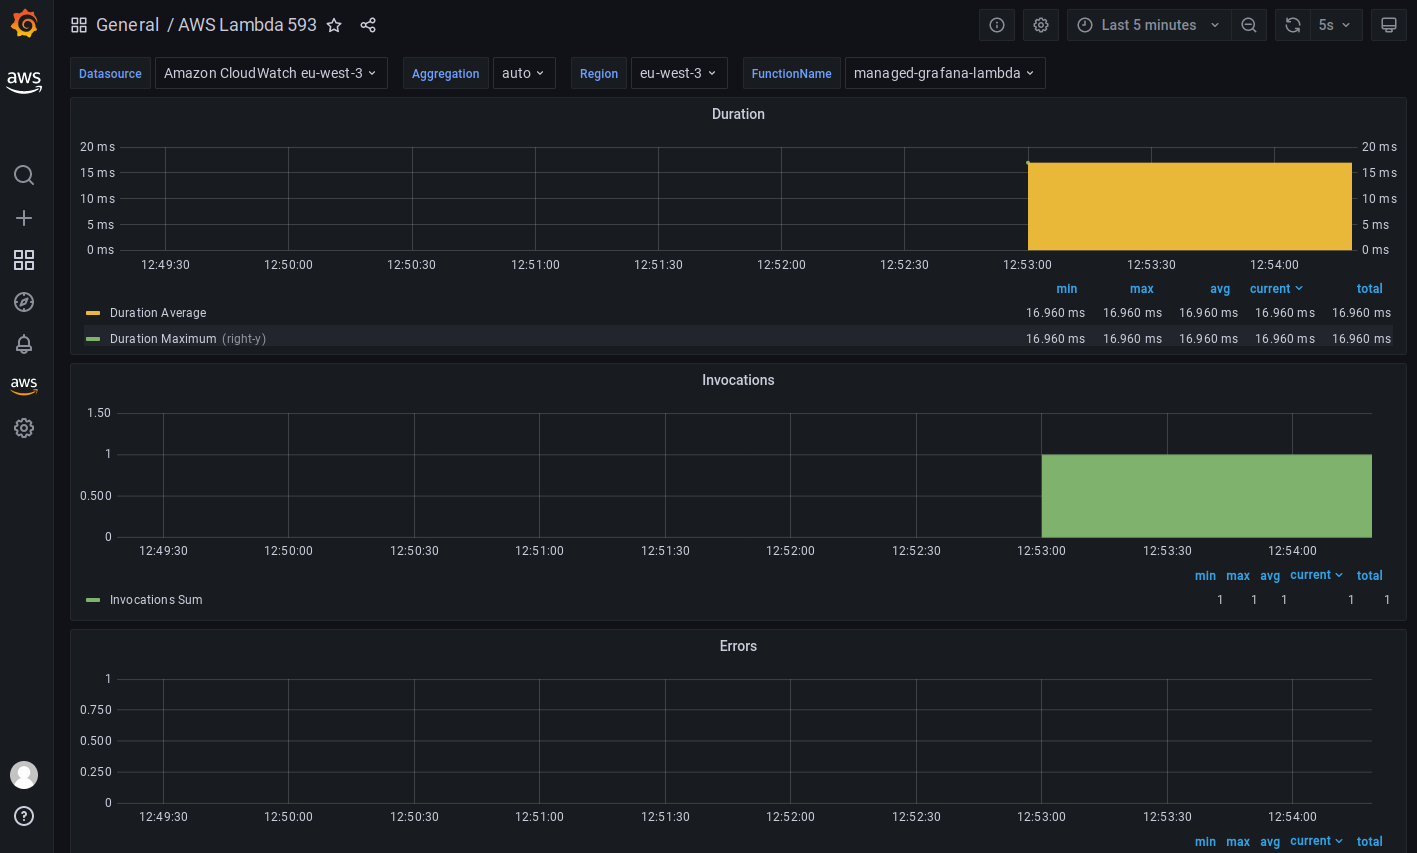 General / AWS Lambda 593
Last 5 minutes
5s
aws
Datasource Amazon CloudWatch eu-west-3 Aggregation auto Region eu-west-3 FunctionName managed-grafana-lambda
Duration
20 ms 20 ms
15 ms 15 ms
10 ms 10 ms
5 ms 5 ms
0 ms 0 ms
12:49:30 12:50:00 12:50:30 12:51:00 12:51:30 12:52:00 12:52:30 12:53:00 12:53:30 12:54:00
min max avg current total
Duration Average 16.960 ms 16.960 ms 16.960 ms 16.960 ms 16.960 ms
Duration Maximum (right-y) 16.960 ms 16.960 ms 16.960 ms 16.960 ms 16.960 ms
aws
Invocations
1.50
1
0.500
0
12:49:30 12:50:00 12:50:30 12:51:00 12:51:30 12:52:00 12:52:30 12:53:00 12:53:30 12:54:00
min max avg current total
Invocations Sum 1 1 1 1 1
Errors
1
0.750
0.500
0.250
0
12:49:30 12:50:00 12:50:30 12:51:00 12:51:30 12:52:00 12:52:30 12:53:00 12:53:30 12:54:00
min max avg current total